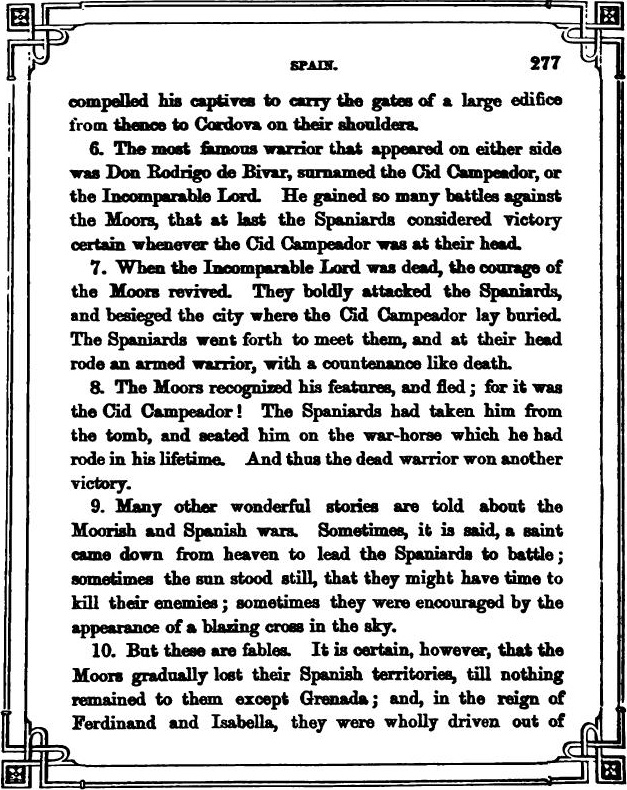 SPAIN. 277
compelled his captives to carry the gates of a large edifice
from thence to Cordova on their shoulders.
6. The most famous warrior that appeared on either side
was Don Rodrigo de Bivar, surnamed the Cid Campeador, or
the Incomparable Lord. He gained so many battles against
the Moors, that at last the Spaniards considered victory
certain whenever the Cid Campeador was at their head.
7. When the Incomparable Lord was dead, the courage of
the Moors revived. They boldly attacked the Spaniards,
and besieged the city where the Cid Campeador lay buried.
The Spaniards went forth to meet them, and at their head
rode an armed warrior, with a countenance like death.
8. The Moors recognized his features, and fled; for it was
the Cid Campeador! The Spaniards had taken him from
the tomb, and seated him on the war-horse which he had
rode in his lifetime. And thus the dead warrior won another
victory.
9. Many other wonderful stories are told about the
Moorish and Spanish wars. Sometimes, it is said, a saint
came down from heaven to lead the Spaniards to battle;
sometimes the sun stood still, that they might have time to
kill their enemies; sometimes they were encouraged by the
appearance of a blazing cross in the sky.
10. But these are fables. It is certain, however, that the
Moors gradually lost their Spanish territories, till nothing
remained to them except Grenada; and, in the reign of
Ferdinand and Isabella, they were wholly driven out of